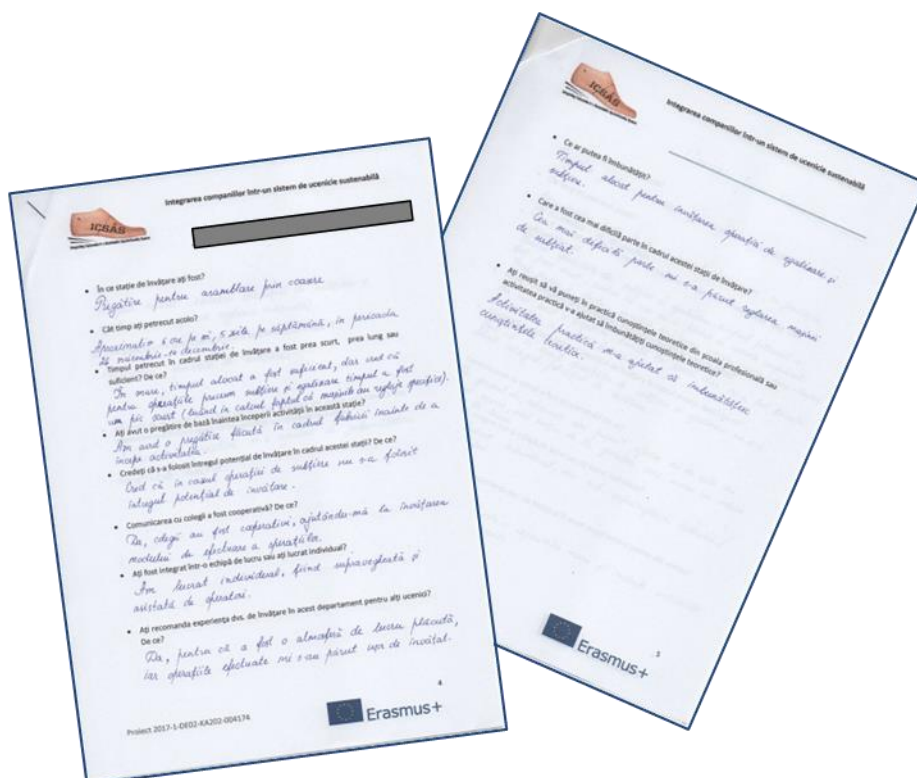 ICSAS
Integrarea companiilor într-un sistem de ucenicie sustenabilă
• În ce stație de învățare ați fost?
Pregătire pentru asamblare prin coasere
• Cât timp ați petrecut acolo?
Aproximativ 6 ore pe zi, 5 zile pe săptămână, în perioada
26 noiembrie - decembrie.
• Timpul petrecut în cadrul stației de învățare a fost prea scurt, prea lung sau
suficient? De ce?
În mare, timpul alocat a fost suficient, dar cred că
pentru operațiile precum subțiere și egalizare timpul a fost
um pic scurt (luând in calcul faptul că mașinile au reglaje specifice).
• Ați avut o pregătire de bază înaintea începerii activității în această stație?
Am avut o pregătire făcută în cadrul fabricii înainte de a
începe activitatea.
• Credeți că s-a folosit întregul potențial de învățare în cadrul acestei stații? De ce?
Cred că in cazul operației de subțiere nu s-a folosit
întregul potențial de învățare.
• Comunicarea cu colegii a fost cooperativă? De ce?
Da, colegii au fost cooperativi, ajutându-mă la învățarea
modului de efectuare a operațiilor.
• Ați fost integrat într-o echipă de lucru sau ați lucrat individual?
Am lucrat individual, fiind supravegheată și
asistată de operatori.
• Ați recomanda experiența dvs. de învățare în acest departament pentru alți ucenici?
De ce?
Da, pentru că a fost o atmosferă de lucru plăcută,
iar operațiile efectuate mi s-au părut ușor de învățat.
4
Proiect 2017-1-DE02-KA202-004174
Erasmus+
ICSAS
Integrarea companiilor într-un sistem de ucenicie sustenabilă
• Ce ar putea fi îmbunătățit?
Timpul alocat pentru învățarea operației de egalizare și
subțiere.
• Care a fost cea mai dificilă parte în cadrul acestei stații de învățare?
Cea mai dificilă parte mi s-a părut reglarea mașinii
de subțiat.
• Ați reușit să vă puneți în practică cunoștințele teoretice din școala profesională sau
activitatea practică v-a ajutat să îmbunătățiți cunoștințele teoretice?
Activitatea practică m-a ajutat să îmbunătățesc
cunoștințele teoretice.
5
Erasmus+